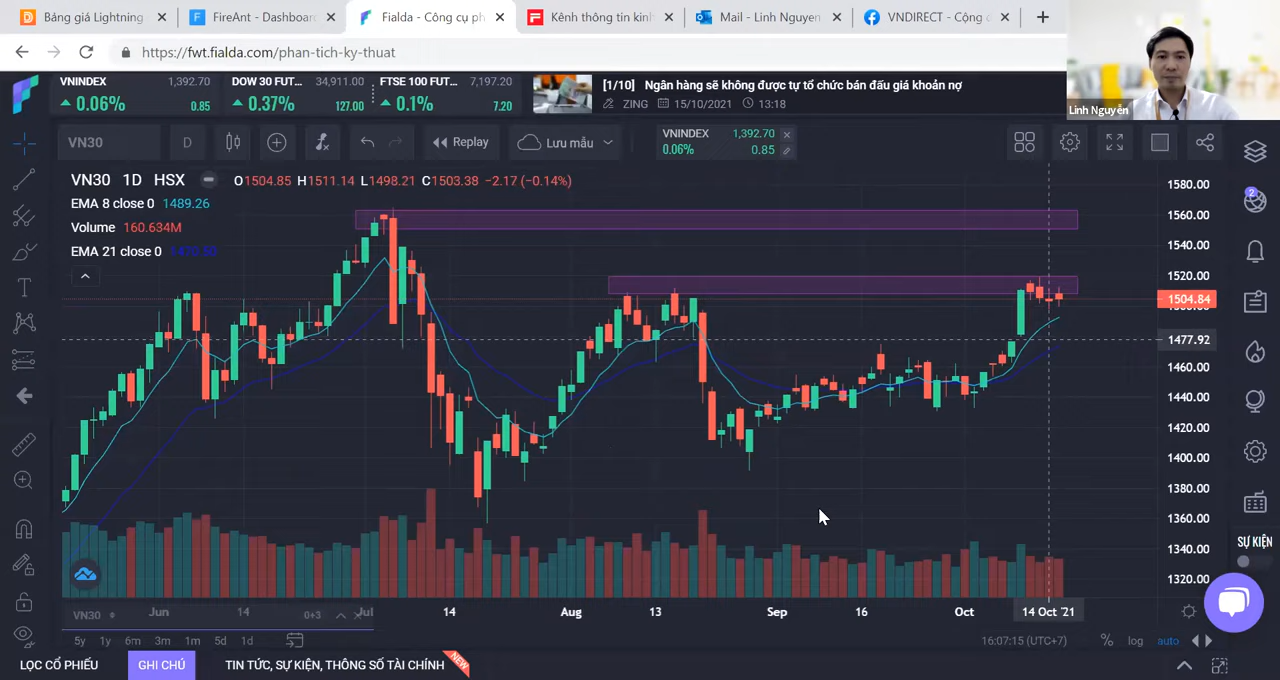 Bảng giá Lightning
FireAnt - Dashboar
Fialda - Công cụ ph
Kênh thông tin kinh
Mail - Linh Nguyen
VNDIRECT - Cộng
https://fwt.fialda.com/phan-tich-ky-thuat
VNINDEX 1,392.70
0.06% 0.85
DOW 30 FUT... 34,911.00
0.37% 127.00
FTSE 100 FUT... 7,197.20
0.1% 7.20
[1/10] Ngân hàng sẽ không được tự tổ chức bán đấu giá khoản nợ
ZING 15/10/2021 13:18
Linh Nguyễn
VN30 D Replay Lưu mẫu
VNINDEX 1,392.70
0.06% 0.85
VN30 1D HSX O1504.85 H1511.14 L1498.21 C1503.38 −2.17 (−0.14%)
EMA 8 close 0 1489.26
Volume 160.634M
EMA 21 close 0 1470.50
1580.00
1560.00
1540.00
1520.00
1504.84
1477.92
1460.00
1440.00
1420.00
1400.00
1380.00
1360.00
1340.00
1320.00
2
SỰ KIỆN
VN30 0+3
Jun 14 Jul 14 Aug 13 Sep 16 Oct 14 Oct '21
5y 1y 6m 3m 1m 5d 1d
16:07:15 (UTC+7) % log auto
LỌC CỔ PHIẾU GHI CHÚ TIN TỨC, SỰ KIỆN, THÔNG SỐ TÀI CHÍNH NEW